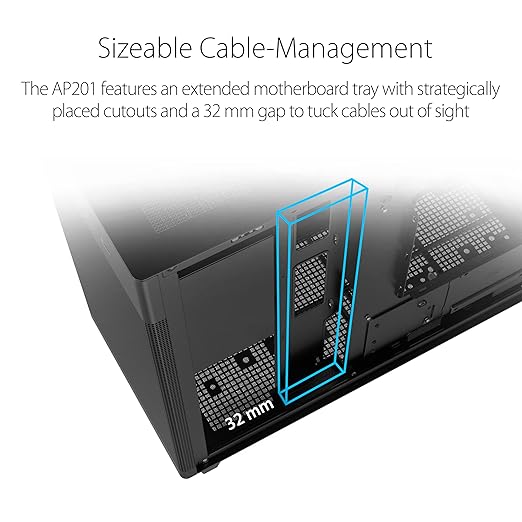 Sizeable Cable-Management
The AP201 features an extended motherboard tray with strategically
placed cutouts and a 32 mm gap to tuck cables out of sight
32 mm